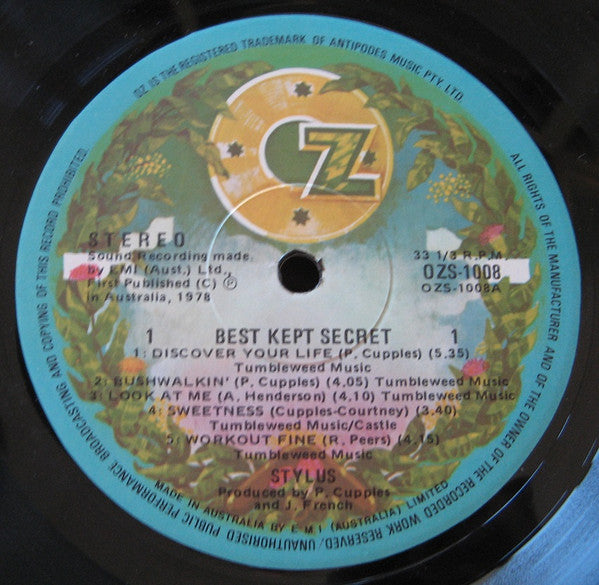 OZ IS THE REGISTERED TRADEMARK OF ANTIPODES MUSIC PTY. LTD.
ALL RIGHTS OF THE MANUFACTURER AND OF THE OWNER OF THE RECORDED WORK RESERVED/UNAUTHORISED PUBLIC PERFORMANCE BROADCASTING AND COPYING OF THIS RECORD PROHIBITED
OZ
STEREO
Sound Recording made
by EMI (Aust.) Ltd.,
First Published (C) Ⓟ
in Australia, 1978
33 1/3 R.P.M.
OZS-1008
OZS-1008A
1 BEST KEPT SECRET 1
1: DISCOVER YOUR LIFE (P. Cupples) (5.35)
Tumbleweed Music
2: BUSHWALKIN' (P. Cupples) (4.05) Tumbleweed Music
3: LOOK AT ME (A. Henderson) (4.10) Tumbleweed Music
4: SWEETNESS (Cupples-Courtney) (3.40)
Tumbleweed Music/Castle
5: WORKOUT FINE (R. Peers) (4.15)
Tumbleweed Music
STYLUS
Produced by P. Cupples
and J. French
MADE IN AUSTRALIA BY E M I (AUSTRALIA) LIMITED